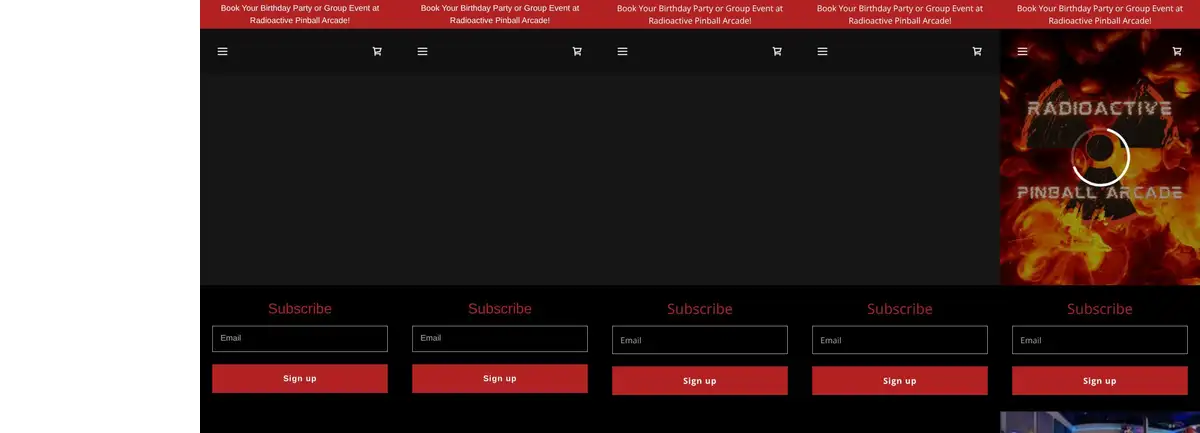 Book Your Birthday Party or Group Event at
Radioactive Pinball Arcade!
Subscribe
Email
Sign up
Book Your Birthday Party or Group Event at
Radioactive Pinball Arcade!
Subscribe
Email
Sign up
Book Your Birthday Party or Group Event at
Radioactive Pinball Arcade!
Subscribe
Email
Sign up
Book Your Birthday Party or Group Event at
Radioactive Pinball Arcade!
Subscribe
Email
Sign up
Book Your Birthday Party or Group Event at
Radioactive Pinball Arcade!
RADIOACTIVE
PINBALL ARCADE
Subscribe
Email
Sign up